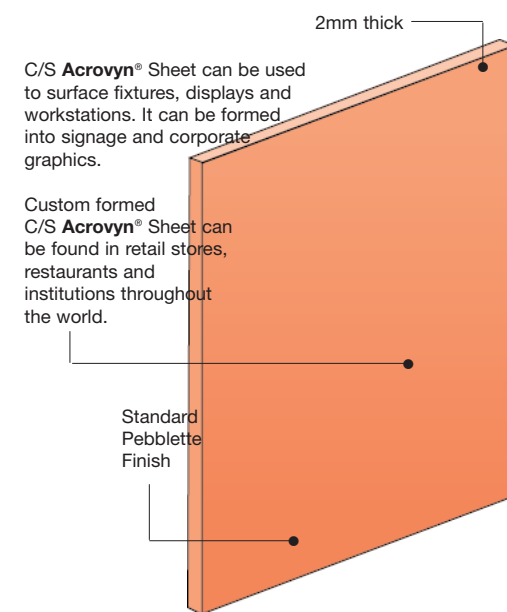 2mm thick
C/S Acrovyn® Sheet can be used
to surface fixtures, displays and
workstations. It can be formed
into signage and corporate
graphics.
Custom formed
C/S Acrovyn® Sheet can
be found in retail stores,
restaurants and
institutions throughout
the world.
Standard
Pebblette
Finish